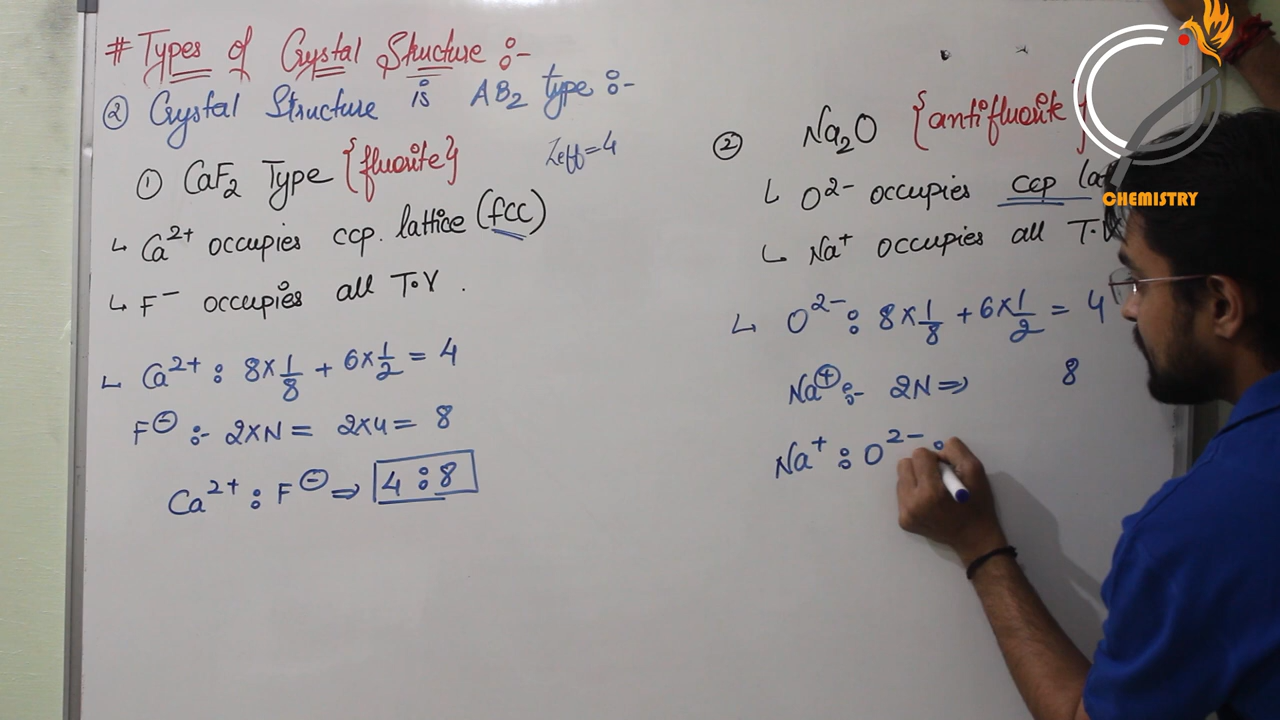 # Types of Crystal Structure :-
② Crystal Structure is AB₂ type :-
① CaF₂ Type {fluorite}
Zeff=4
↳ Ca²⁺ occupies ccp. lattice (fcc)
↳ F⁻ occupies all T.V.
↳ Ca²⁺ : 8×1/8 + 6×1/2 = 4
F⊖ :- 2×N = 2×4 = 8
Ca²⁺ : F⊖ ⇒ 4 : 8
② Na₂O {antifluorite}
↳ O²⁻ occupies ccp
↳ Na⁺ occupies all T.V
↳ O²⁻ : 8×1/8 + 6×1/2 = 4
Na⊕ :- 2N ⇒ 8
Na⁺ : O²⁻ :
CHEMISTRY